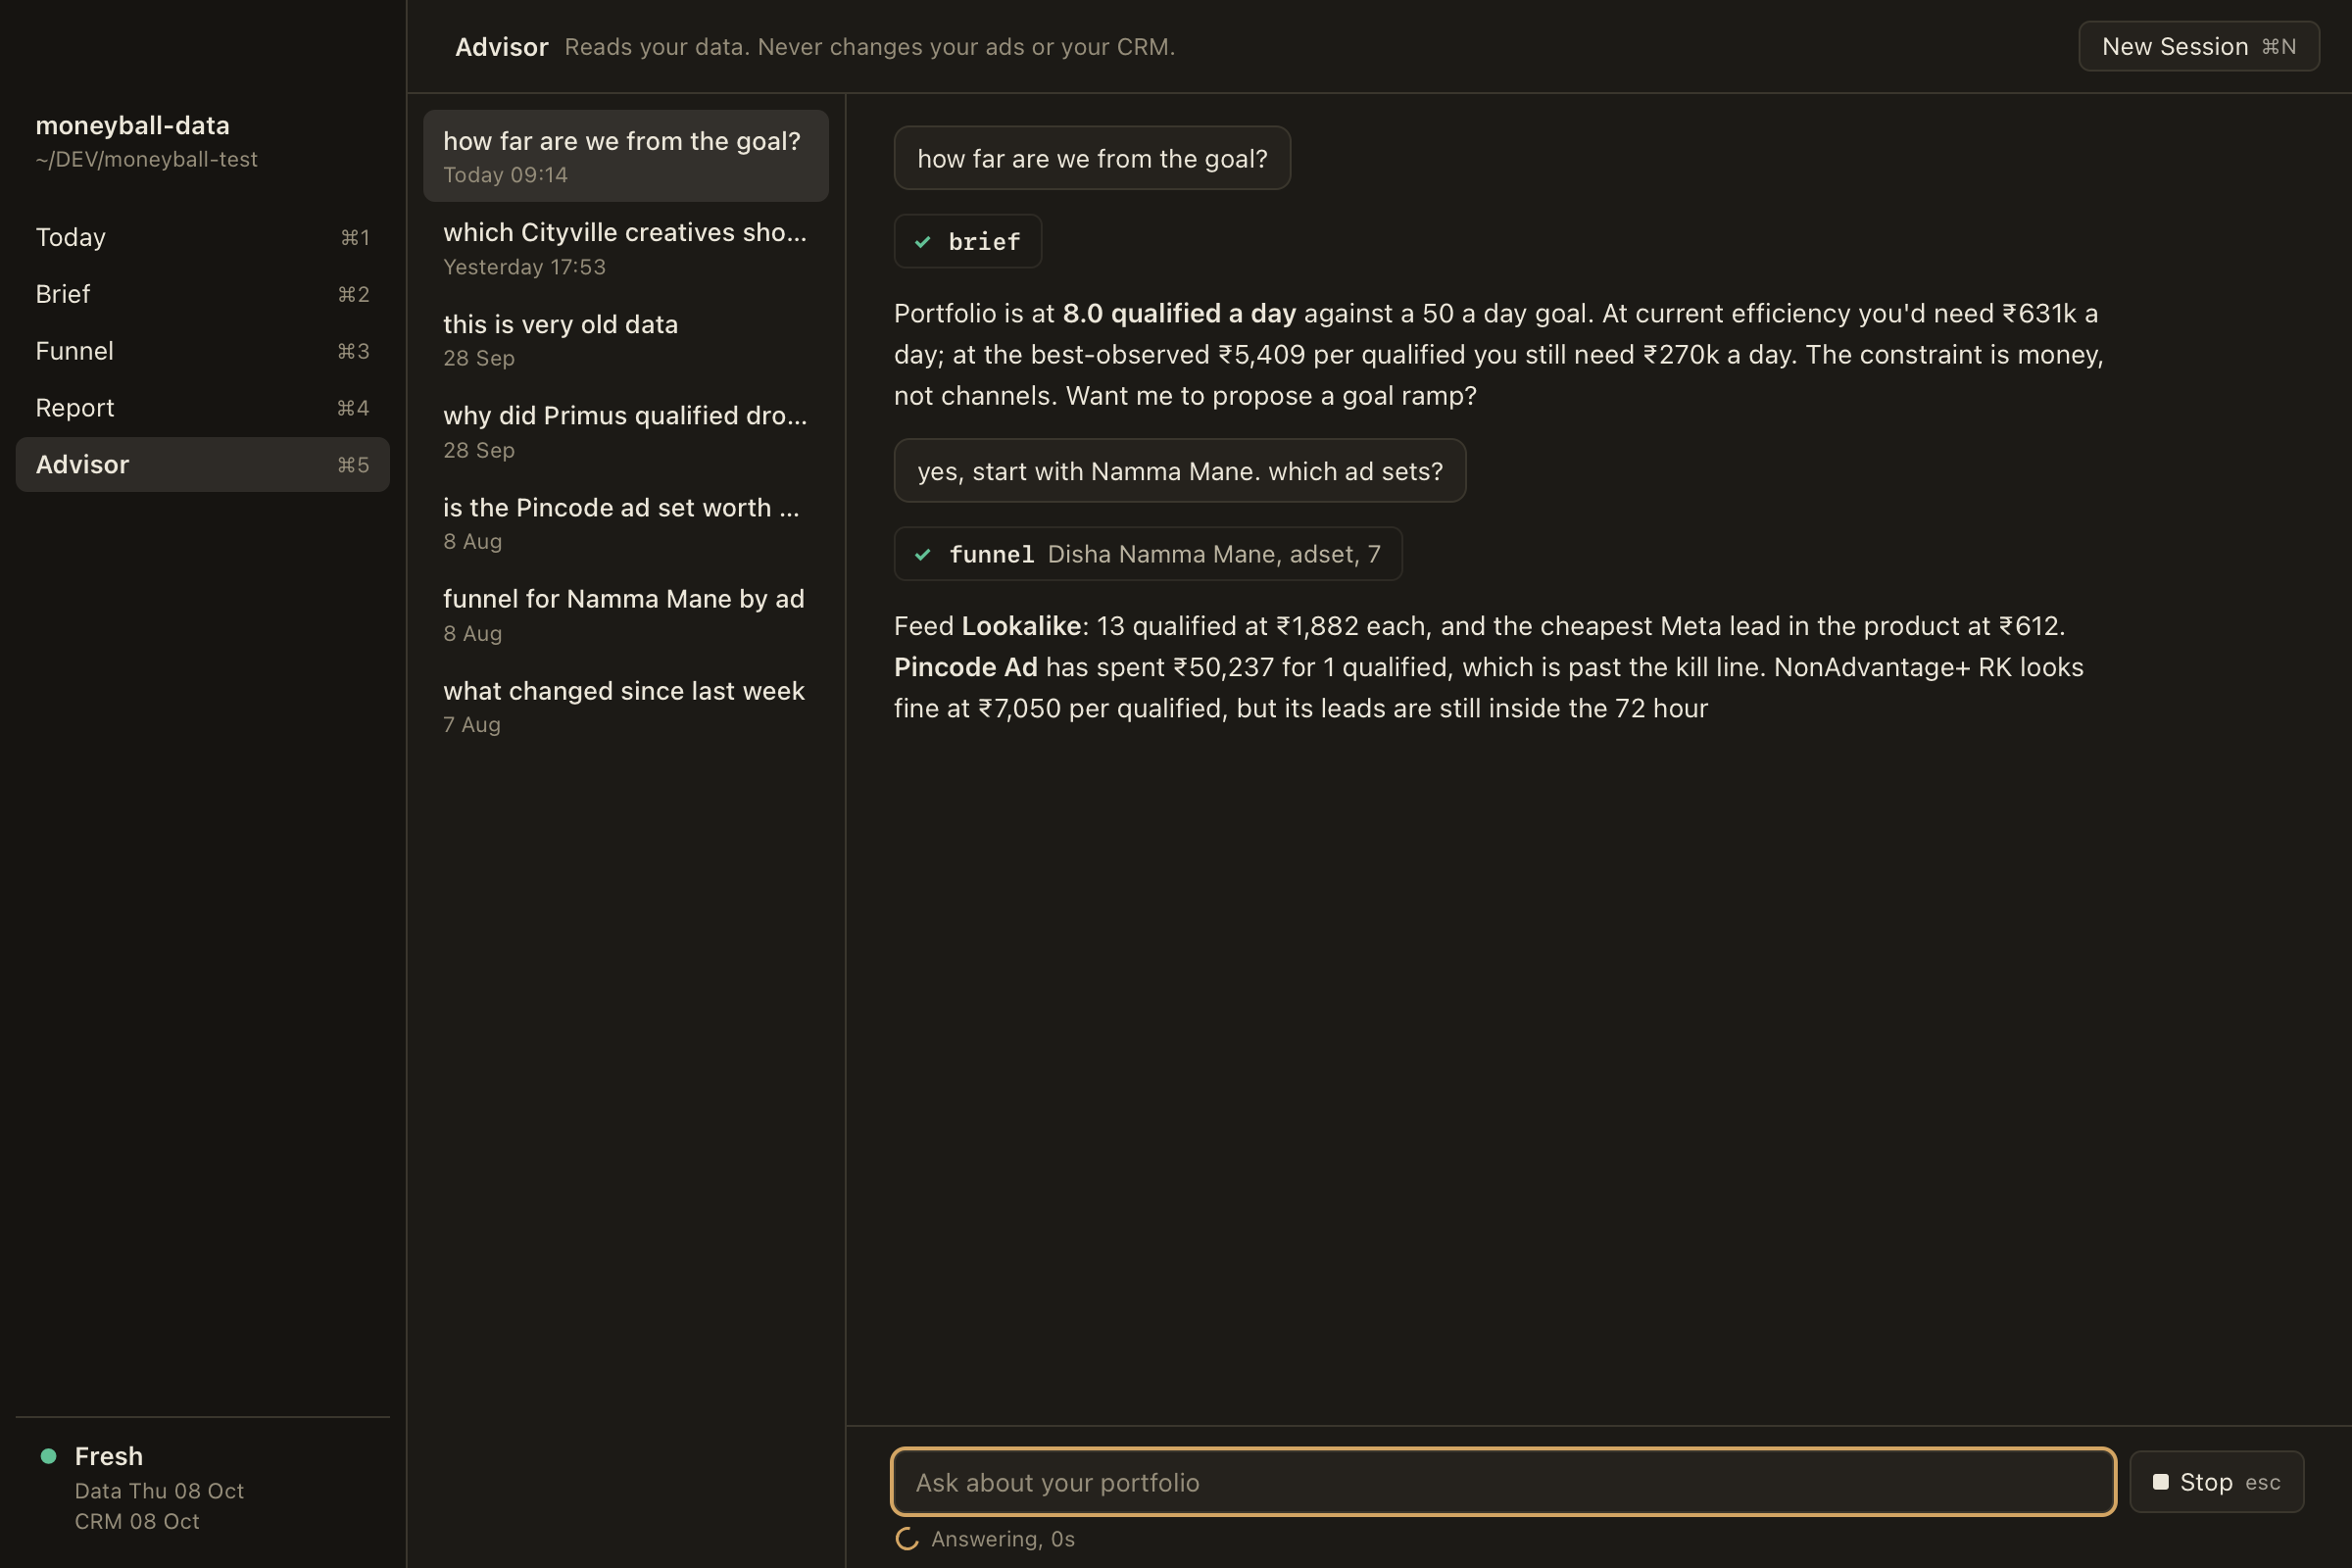 moneyball-data
~/DEV/moneyball-test
Today ⌘1
Brief ⌘2
Funnel ⌘3
Report ⌘4
Advisor ⌘5
Fresh
Data Thu 08 Oct
CRM 08 Oct
Advisor Reads your data. Never changes your ads or your CRM.
New Session ⌘N
how far are we from the goal?
Today 09:14
which Cityville creatives sho...
Yesterday 17:53
this is very old data
28 Sep
why did Primus qualified dro...
28 Sep
is the Pincode ad set worth ...
8 Aug
funnel for Namma Mane by ad
8 Aug
what changed since last week
7 Aug
how far are we from the goal?
✓ brief
Portfolio is at 8.0 qualified a day against a 50 a day goal. At current efficiency you'd need ₹631k a
day; at the best-observed ₹5,409 per qualified you still need ₹270k a day. The constraint is money,
not channels. Want me to propose a goal ramp?
yes, start with Namma Mane. which ad sets?
✓ funnel Disha Namma Mane, adset, 7
Feed Lookalike: 13 qualified at ₹1,882 each, and the cheapest Meta lead in the product at ₹612.
Pincode Ad has spent ₹50,237 for 1 qualified, which is past the kill line. NonAdvantage+ RK looks
fine at ₹7,050 per qualified, but its leads are still inside the 72 hour
Ask about your portfolio
Stop esc
Answering, 0s